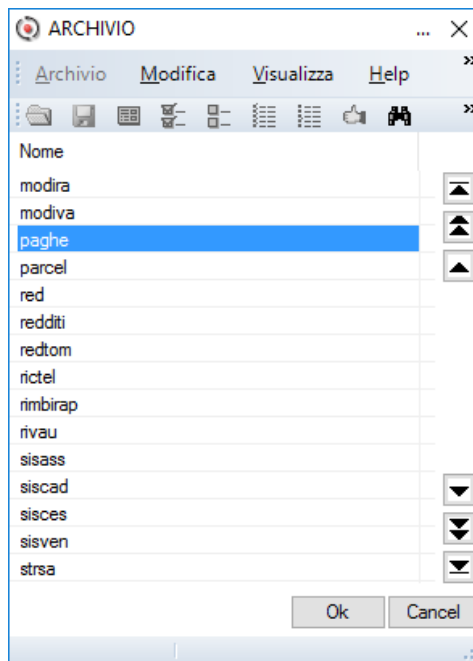 ARCHIVIO ...
Archivio Modifica Visualizza Help »
»
Nome
modira
modiva
paghe
parcel
red
redditi
redtom
rictel
rimbirap
rivau
sisass
siscad
sisces
sisven
strsa
Ok Cancel